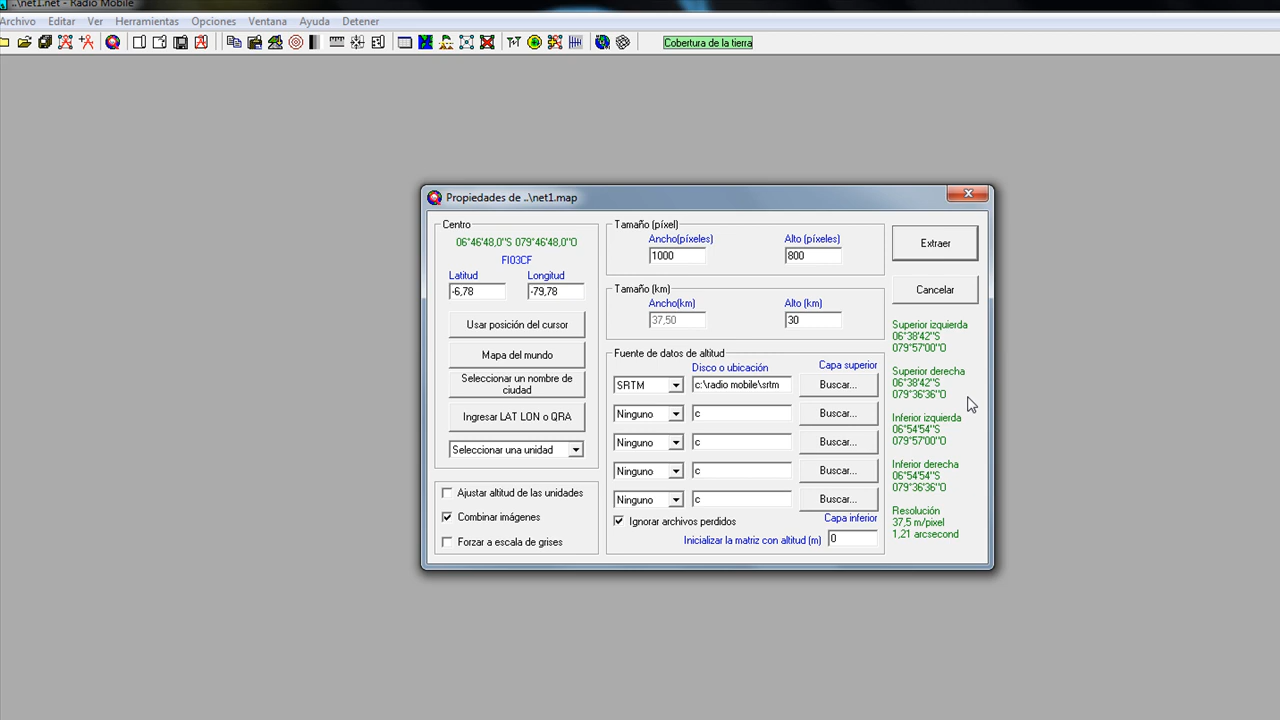 ..\net1.net - Radio Mobile
Archivo Editar Ver Herramientas Opciones Ventana Ayuda Detener
Cobertura de la tierra
Propiedades de ..\net1.map
Centro
06°46'48,0''S 079°46'48,0''O
FI03CF
Latitud Longitud
-6,78 -79,78
Usar posición del cursor
Mapa del mundo
Seleccionar un nombre de
ciudad
Ingresar LAT LON o QRA
Seleccionar una unidad
Ajustar altitud de las unidades
Combinar imágenes
Forzar a escala de grises
Tamaño (píxel)
Ancho(píxeles) Alto (píxeles)
1000 800
Tamaño (km)
Ancho(km) Alto (km)
37,50 30
Fuente de datos de altitud
Disco o ubicación Capa superior
SRTM c:\radio mobile\srtm Buscar...
Ninguno c Buscar...
Ninguno c Buscar...
Ninguno c Buscar...
Ninguno c Buscar...
Ignorar archivos perdidos Capa inferior
Inicializar la matriz con altitud (m) 0
Extraer
Cancelar
Superior izquierda
06°38'42''S
079°57'00''O
Superior derecha
06°38'42''S
079°36'36''O
Inferior izquierda
06°54'54''S
079°57'00''O
Inferior derecha
06°54'54''S
079°36'36''O
Resolución
37,5 m/pixel
1,21 arcsecond